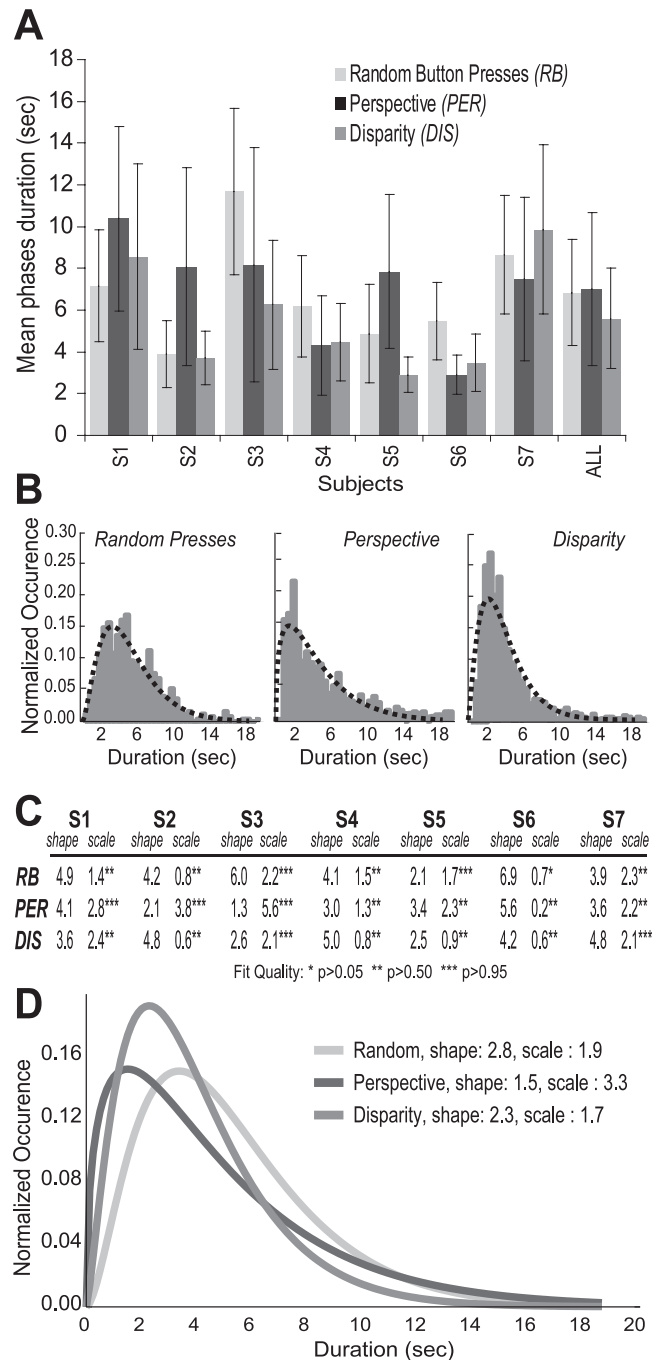 A
Mean phases duration (sec)
18
16
14
12
10
8
6
4
2
0
Random Button Presses (RB)
Perspective (PER)
Disparity (DIS)
S1 S2 S3 S4 S5 S6 S7 ALL
Subjects
B
Normalized Occurence
0.30
0.25
0.20
0.15
0.10
0.05
0.00
Random Presses Perspective Disparity
2 6 10 14 18 2 6 10 14 18 2 6 10 14 18
Duration (sec) Duration (sec) Duration (sec)
C
S1 S2 S3 S4 S5 S6 S7
shape scale shape scale shape scale shape scale shape scale shape scale shape scale
RB 4.9 1.4** 4.2 0.8** 6.0 2.2*** 4.1 1.5** 2.1 1.7*** 6.9 0.7* 3.9 2.3**
PER 4.1 2.8*** 2.1 3.8*** 1.3 5.6*** 3.0 1.3** 3.4 2.3** 5.6 0.2** 3.6 2.2**
DIS 3.6 2.4** 4.8 0.6** 2.6 2.1*** 5.0 0.8** 2.5 0.9** 4.2 0.6** 4.8 2.1***
Fit Quality: * p>0.05 ** p>0.50 *** p>0.95
D
Normalized Occurence
0.16
0.12
0.08
0.04
0.00
Random, shape: 2.8, scale : 1.9
Perspective, shape: 1.5, scale : 3.3
Disparity, shape: 2.3, scale : 1.7
0 2 4 6 8 10 12 14 16 18 20
Duration (sec)